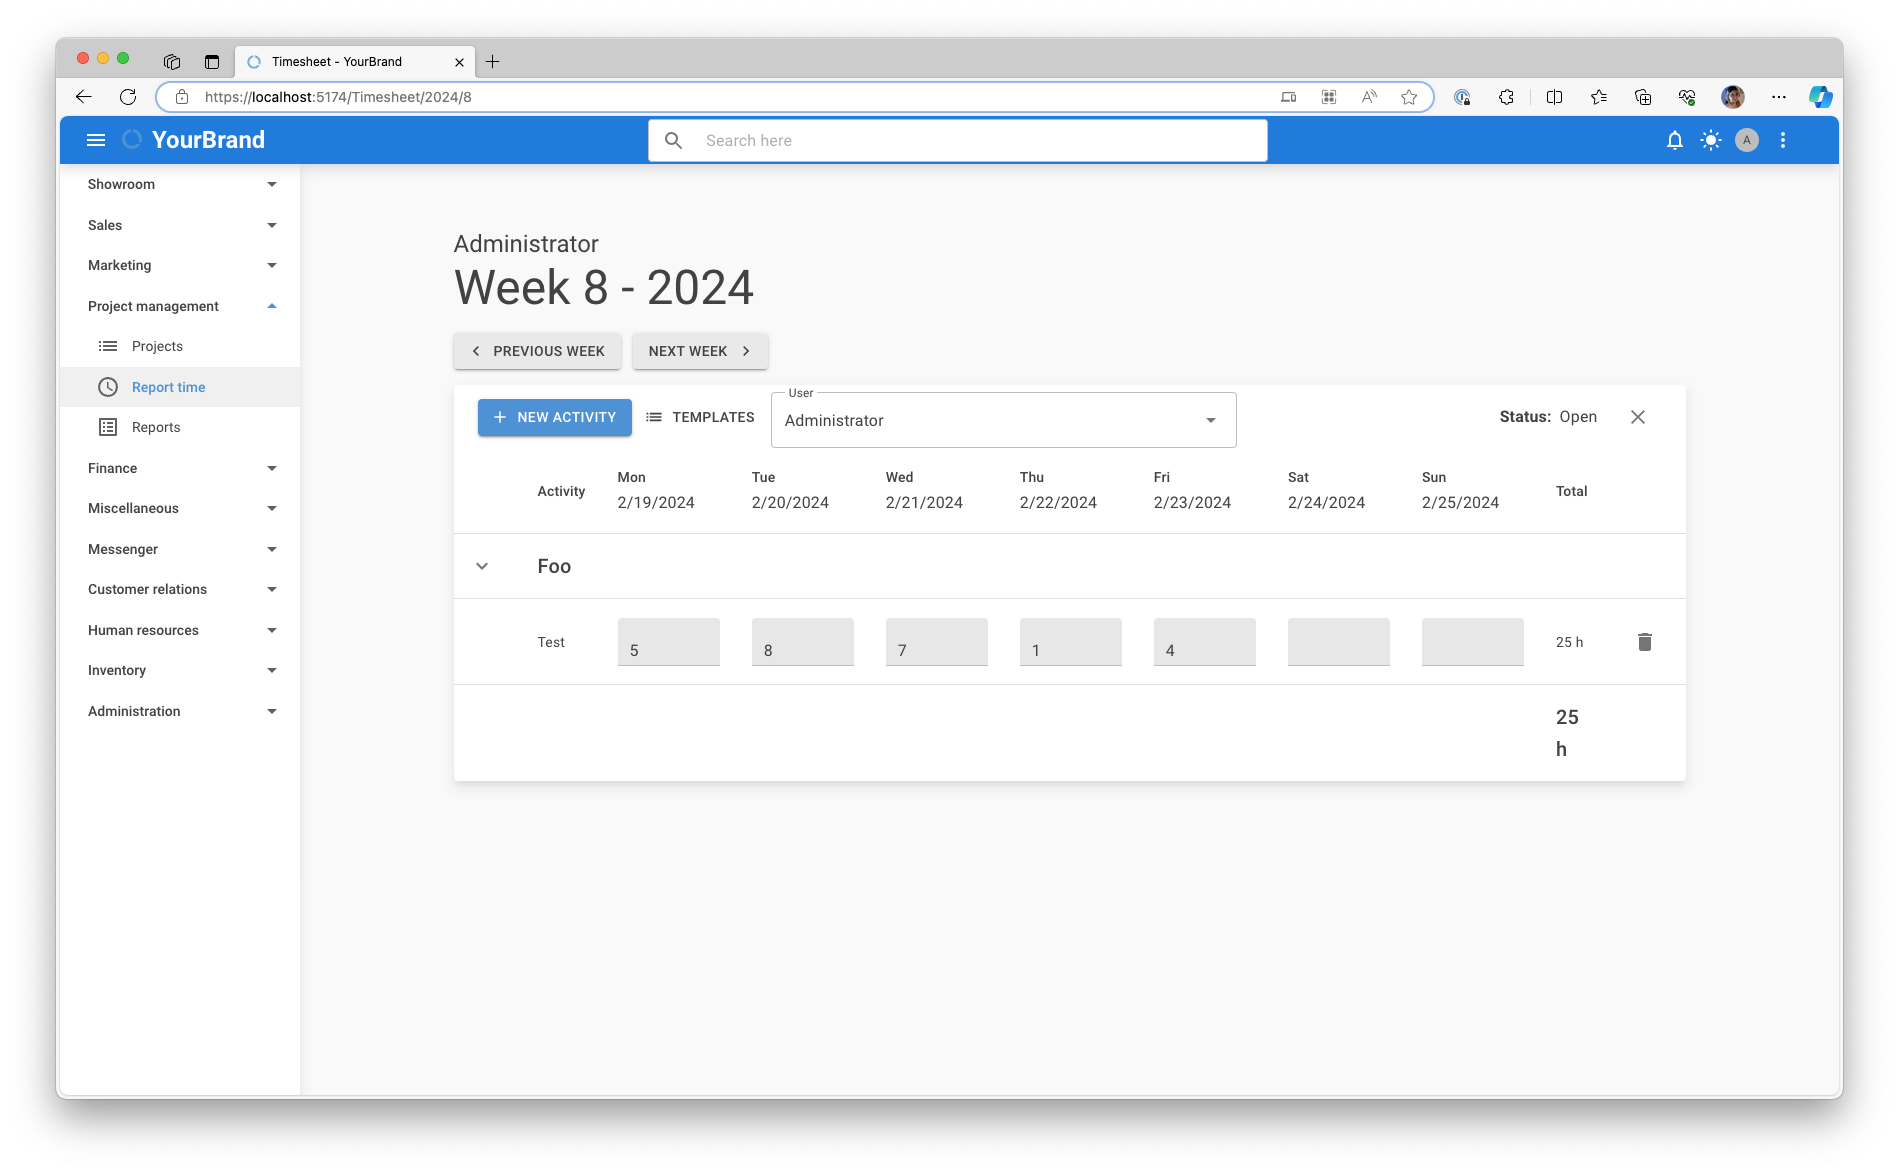 Timesheet - YourBrand
https://localhost:5174/Timesheet/2024/8
YourBrand
Search here
A
Showroom
Sales
Marketing
Project management
Projects
Report time
Reports
Finance
Miscellaneous
Messenger
Customer relations
Human resources
Inventory
Administration
Administrator
Week 8 - 2024
PREVIOUS WEEK
NEXT WEEK
NEW ACTIVITY
TEMPLATES
User
Administrator
Status: Open
Activity
Mon
2/19/2024
Tue
2/20/2024
Wed
2/21/2024
Thu
2/22/2024
Fri
2/23/2024
Sat
2/24/2024
Sun
2/25/2024
Total
Foo
Test
5
8
7
1
4
25 h
25
h